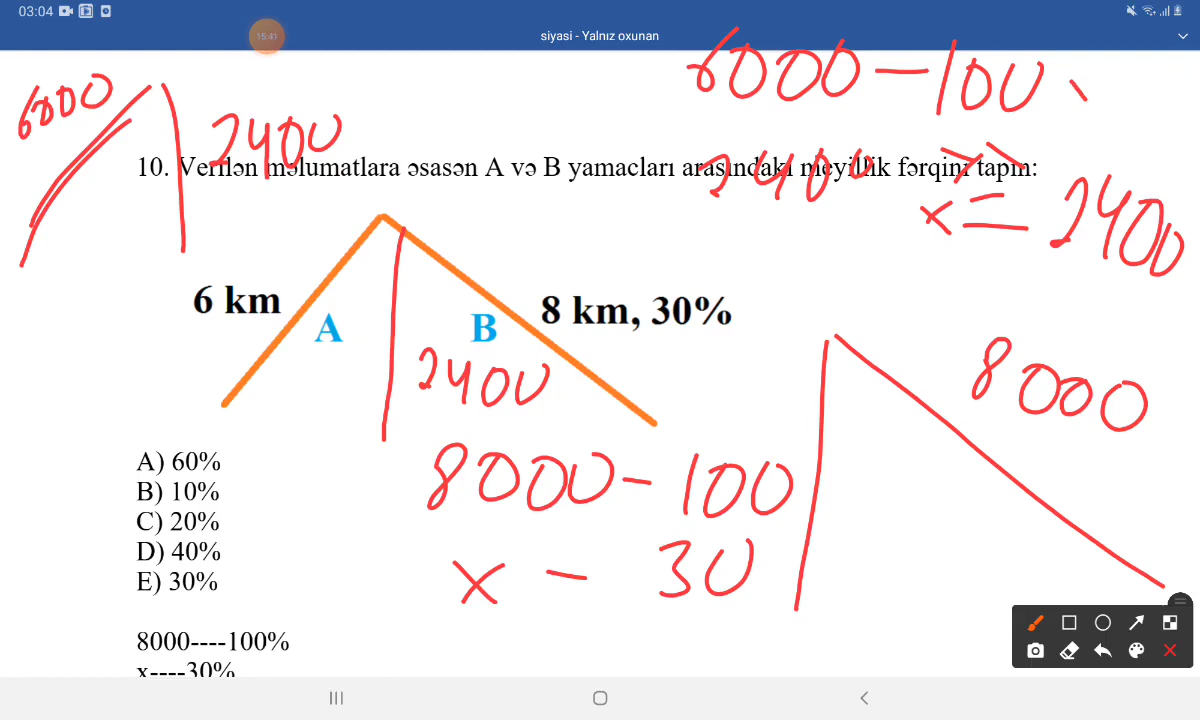 03:04
15:41
siyasi - Yalnız oxunan
6000 2400
6000-100
2400
x = 2400
10. Verilən məlumatlara əsasən A və B yamacları arasındakı meyillik fərqini tapın:
6 km
A
B
8 km, 30%
2400
8000
8000-100
x - 30
A) 60%
B) 10%
C) 20%
D) 40%
E) 30%
8000----100%
x----30%